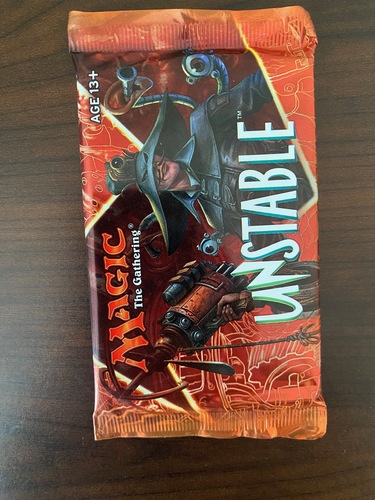 AGE 13+
MAGIC
The Gathering®
UNSTABLE™